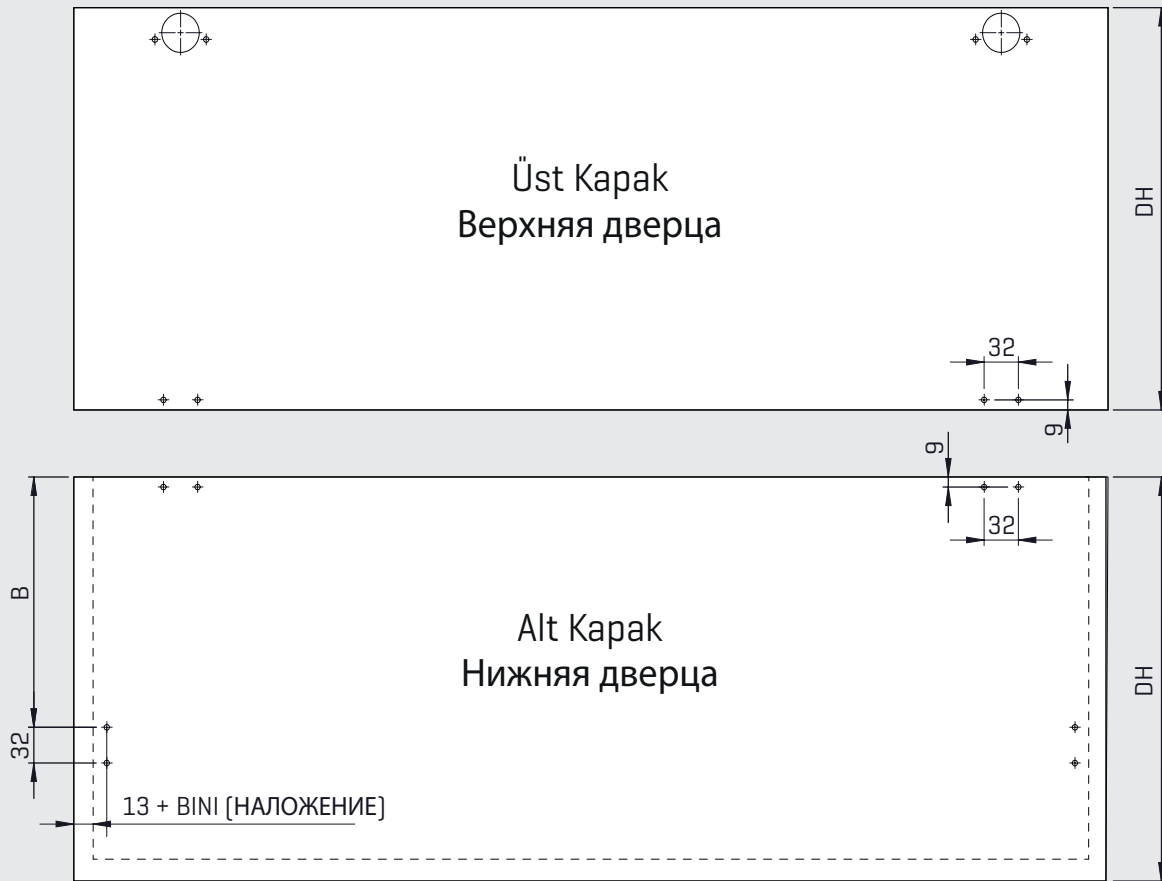 Üst Kapak
Верхняя дверца
DH
32
9
9
32
B
Alt Kapak
Нижняя дверца
DH
32
13 + BINI (НАЛОЖЕНИЕ)